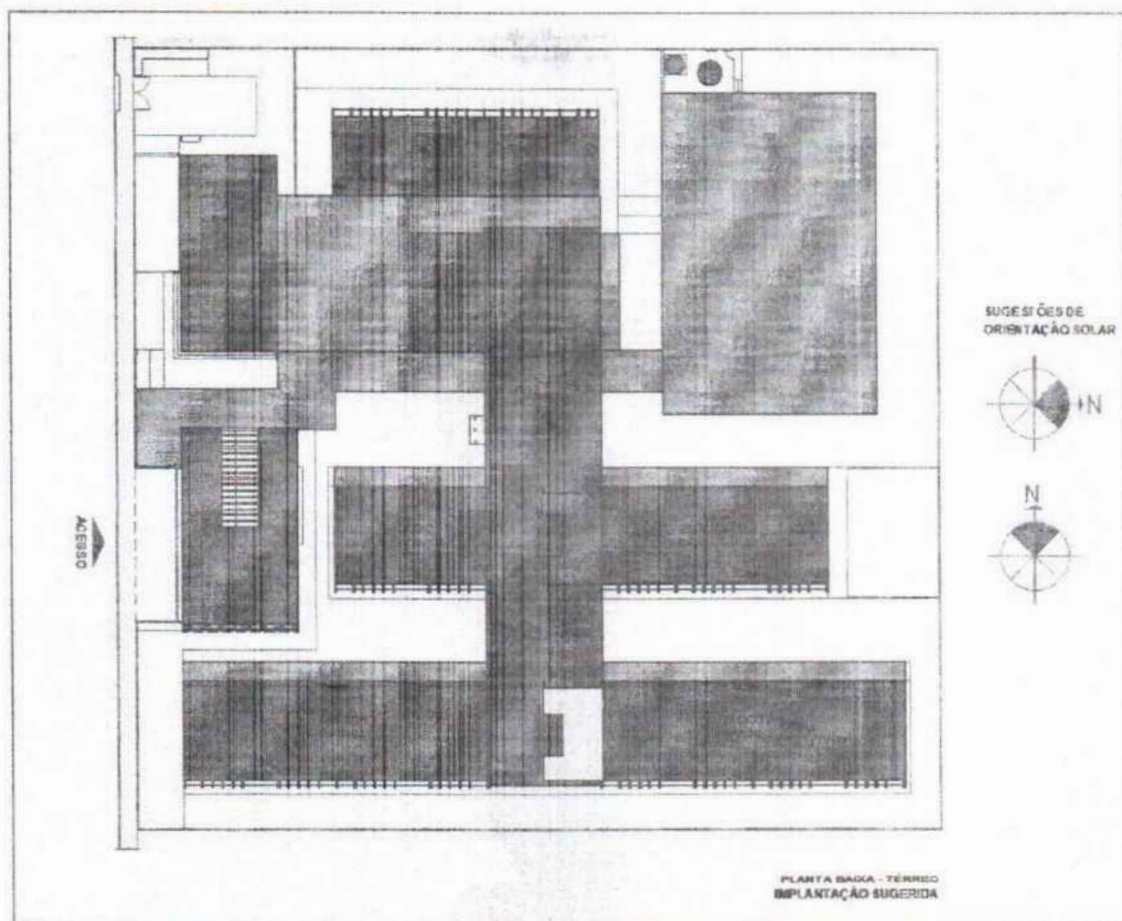 SUGESTÕES DE
ORIENTAÇÃO SOLAR
N
N
ACESSO
PLANTA BAIXA - TÉRREO
IMPLANTAÇÃO SUGERIDA